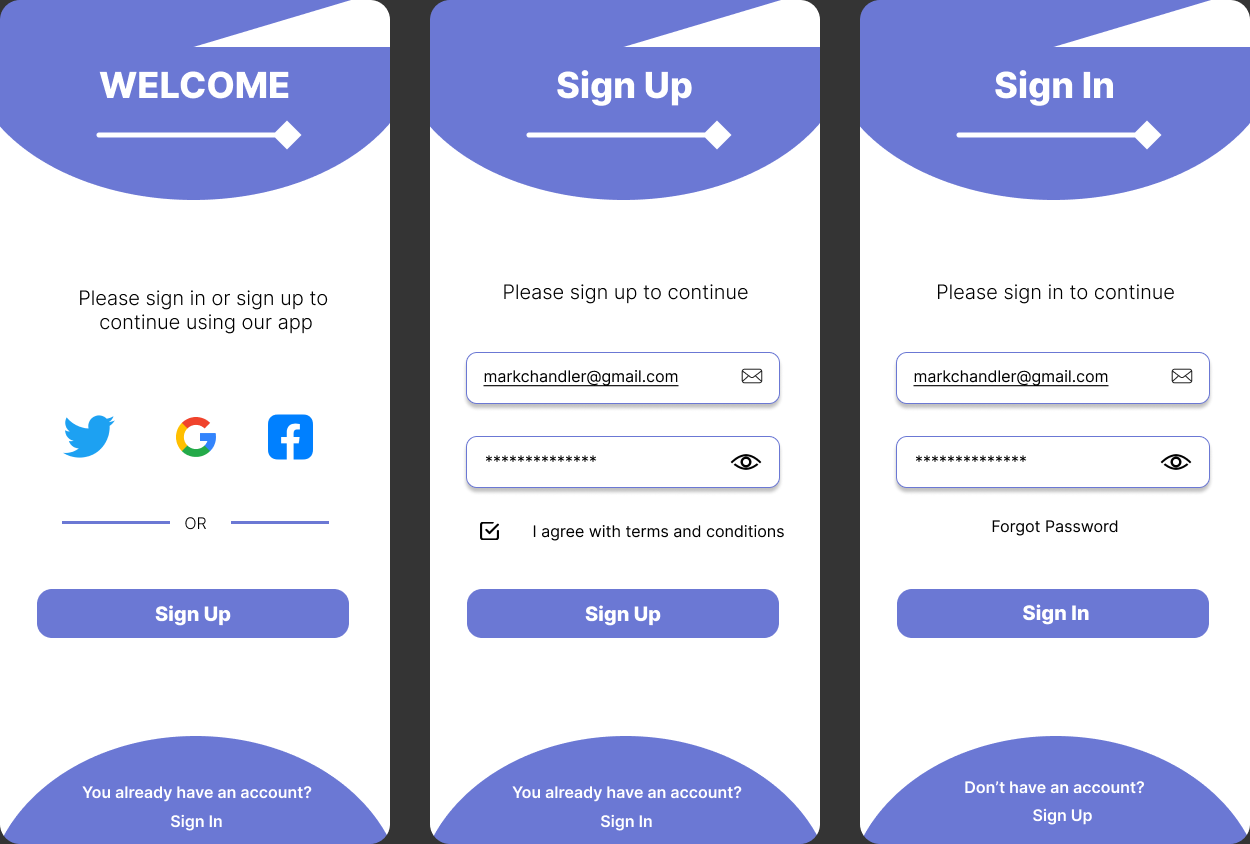 WELCOME
Please sign in or sign up to
continue using our app
OR
Sign Up
You already have an account?
Sign In
Sign Up
Please sign up to continue
markchandler@gmail.com
**************
I agree with terms and conditions
Sign Up
You already have an account?
Sign In
Sign In
Please sign in to continue
markchandler@gmail.com
**************
Forgot Password
Sign In
Don’t have an account?
Sign Up